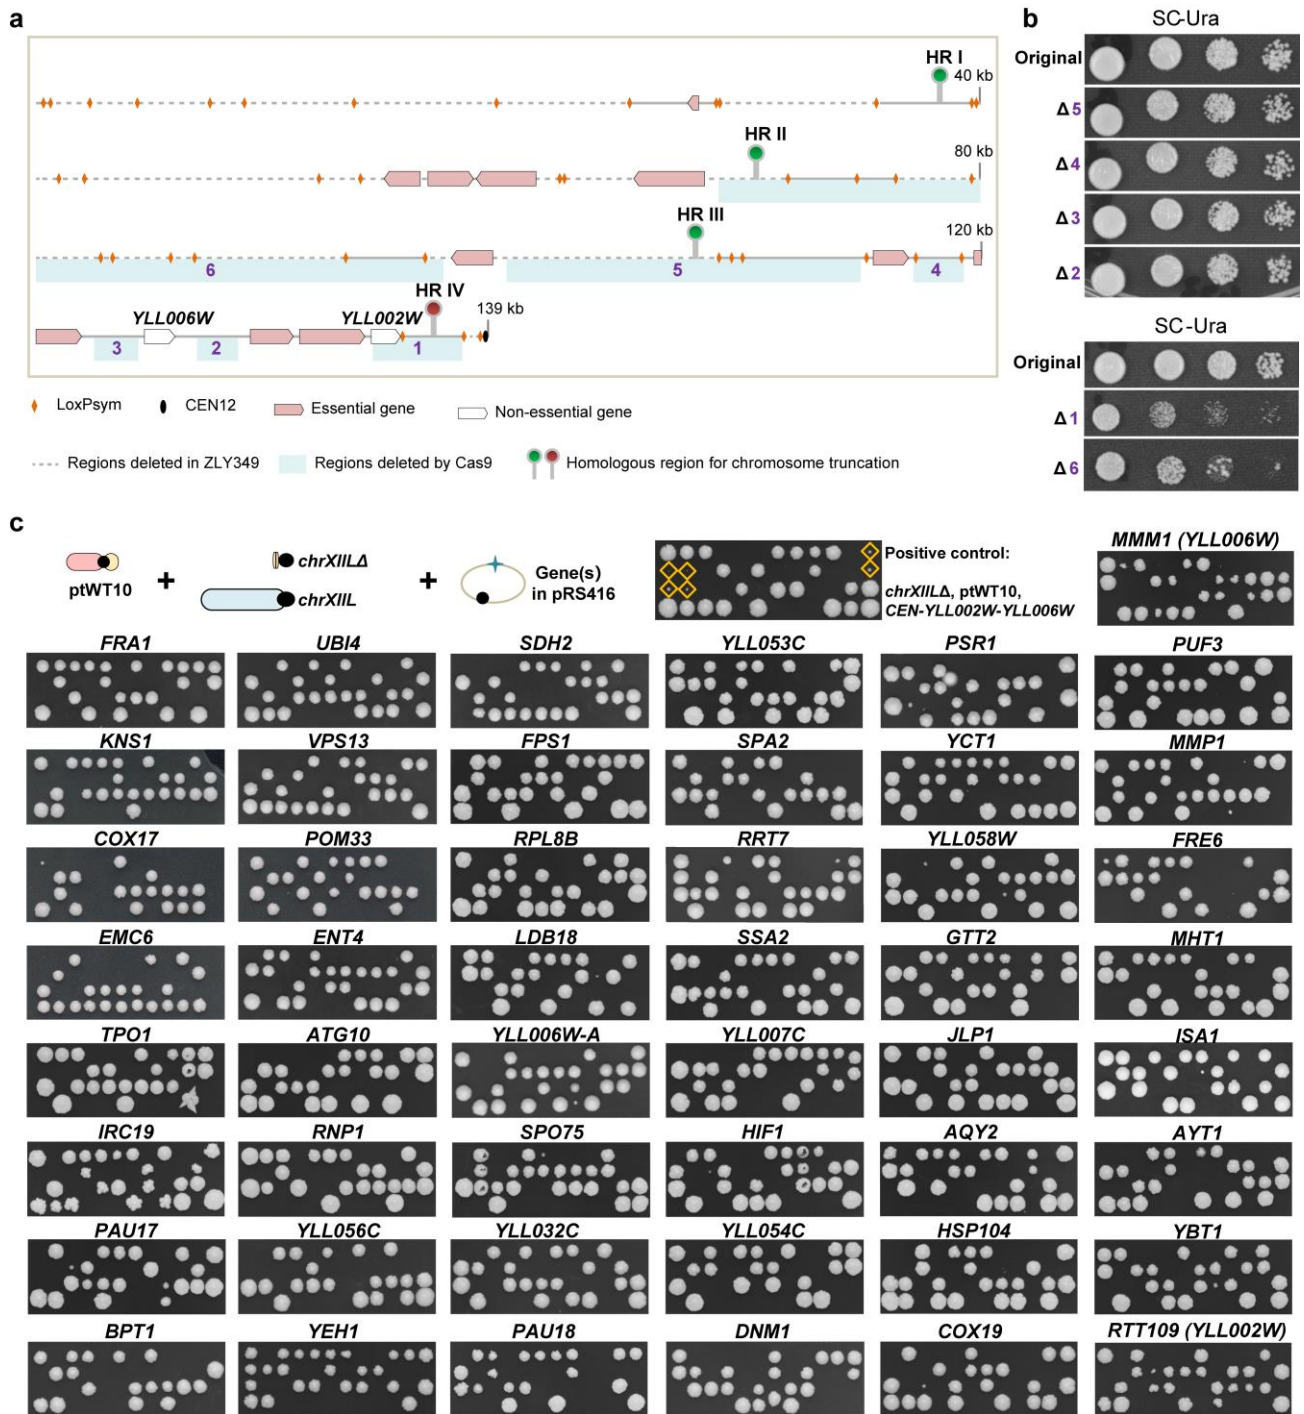 a
HR I
40 kb
HR II
80 kb
HR III
120 kb
6
5
4
HR IV
139 kb
YLL006W
YLL002W
3
2
1
LoxPsym
CEN12
Essential gene
Non-essential gene
Regions deleted in ZLY349
Regions deleted by Cas9
Homologous region for chromosome truncation
b
SC-Ura
Original
Δ5
Δ4
Δ3
Δ2
SC-Ura
Original
Δ1
Δ6
c
ptWT10
+
chrXIILΔ
chrXIIL
+
Gene(s)
in pRS416
Positive control:
chrXIILΔ, ptWT10,
CEN-YLL002W-YLL006W
MMM1 (YLL006W)
FRA1 UBI4 SDH2 YLL053C PSR1 PUF3
KNS1 VPS13 FPS1 SPA2 YCT1 MMP1
COX17 POM33 RPL8B RRT7 YLL058W FRE6
EMC6 ENT4 LDB18 SSA2 GTT2 MHT1
TPO1 ATG10 YLL006W-A YLL007C JLP1 ISA1
IRC19 RNP1 SPO75 HIF1 AQY2 AYT1
PAU17 YLL056C YLL032C YLL054C HSP104 YBT1
BPT1 YEH1 PAU18 DNM1 COX19 RTT109 (YLL002W)